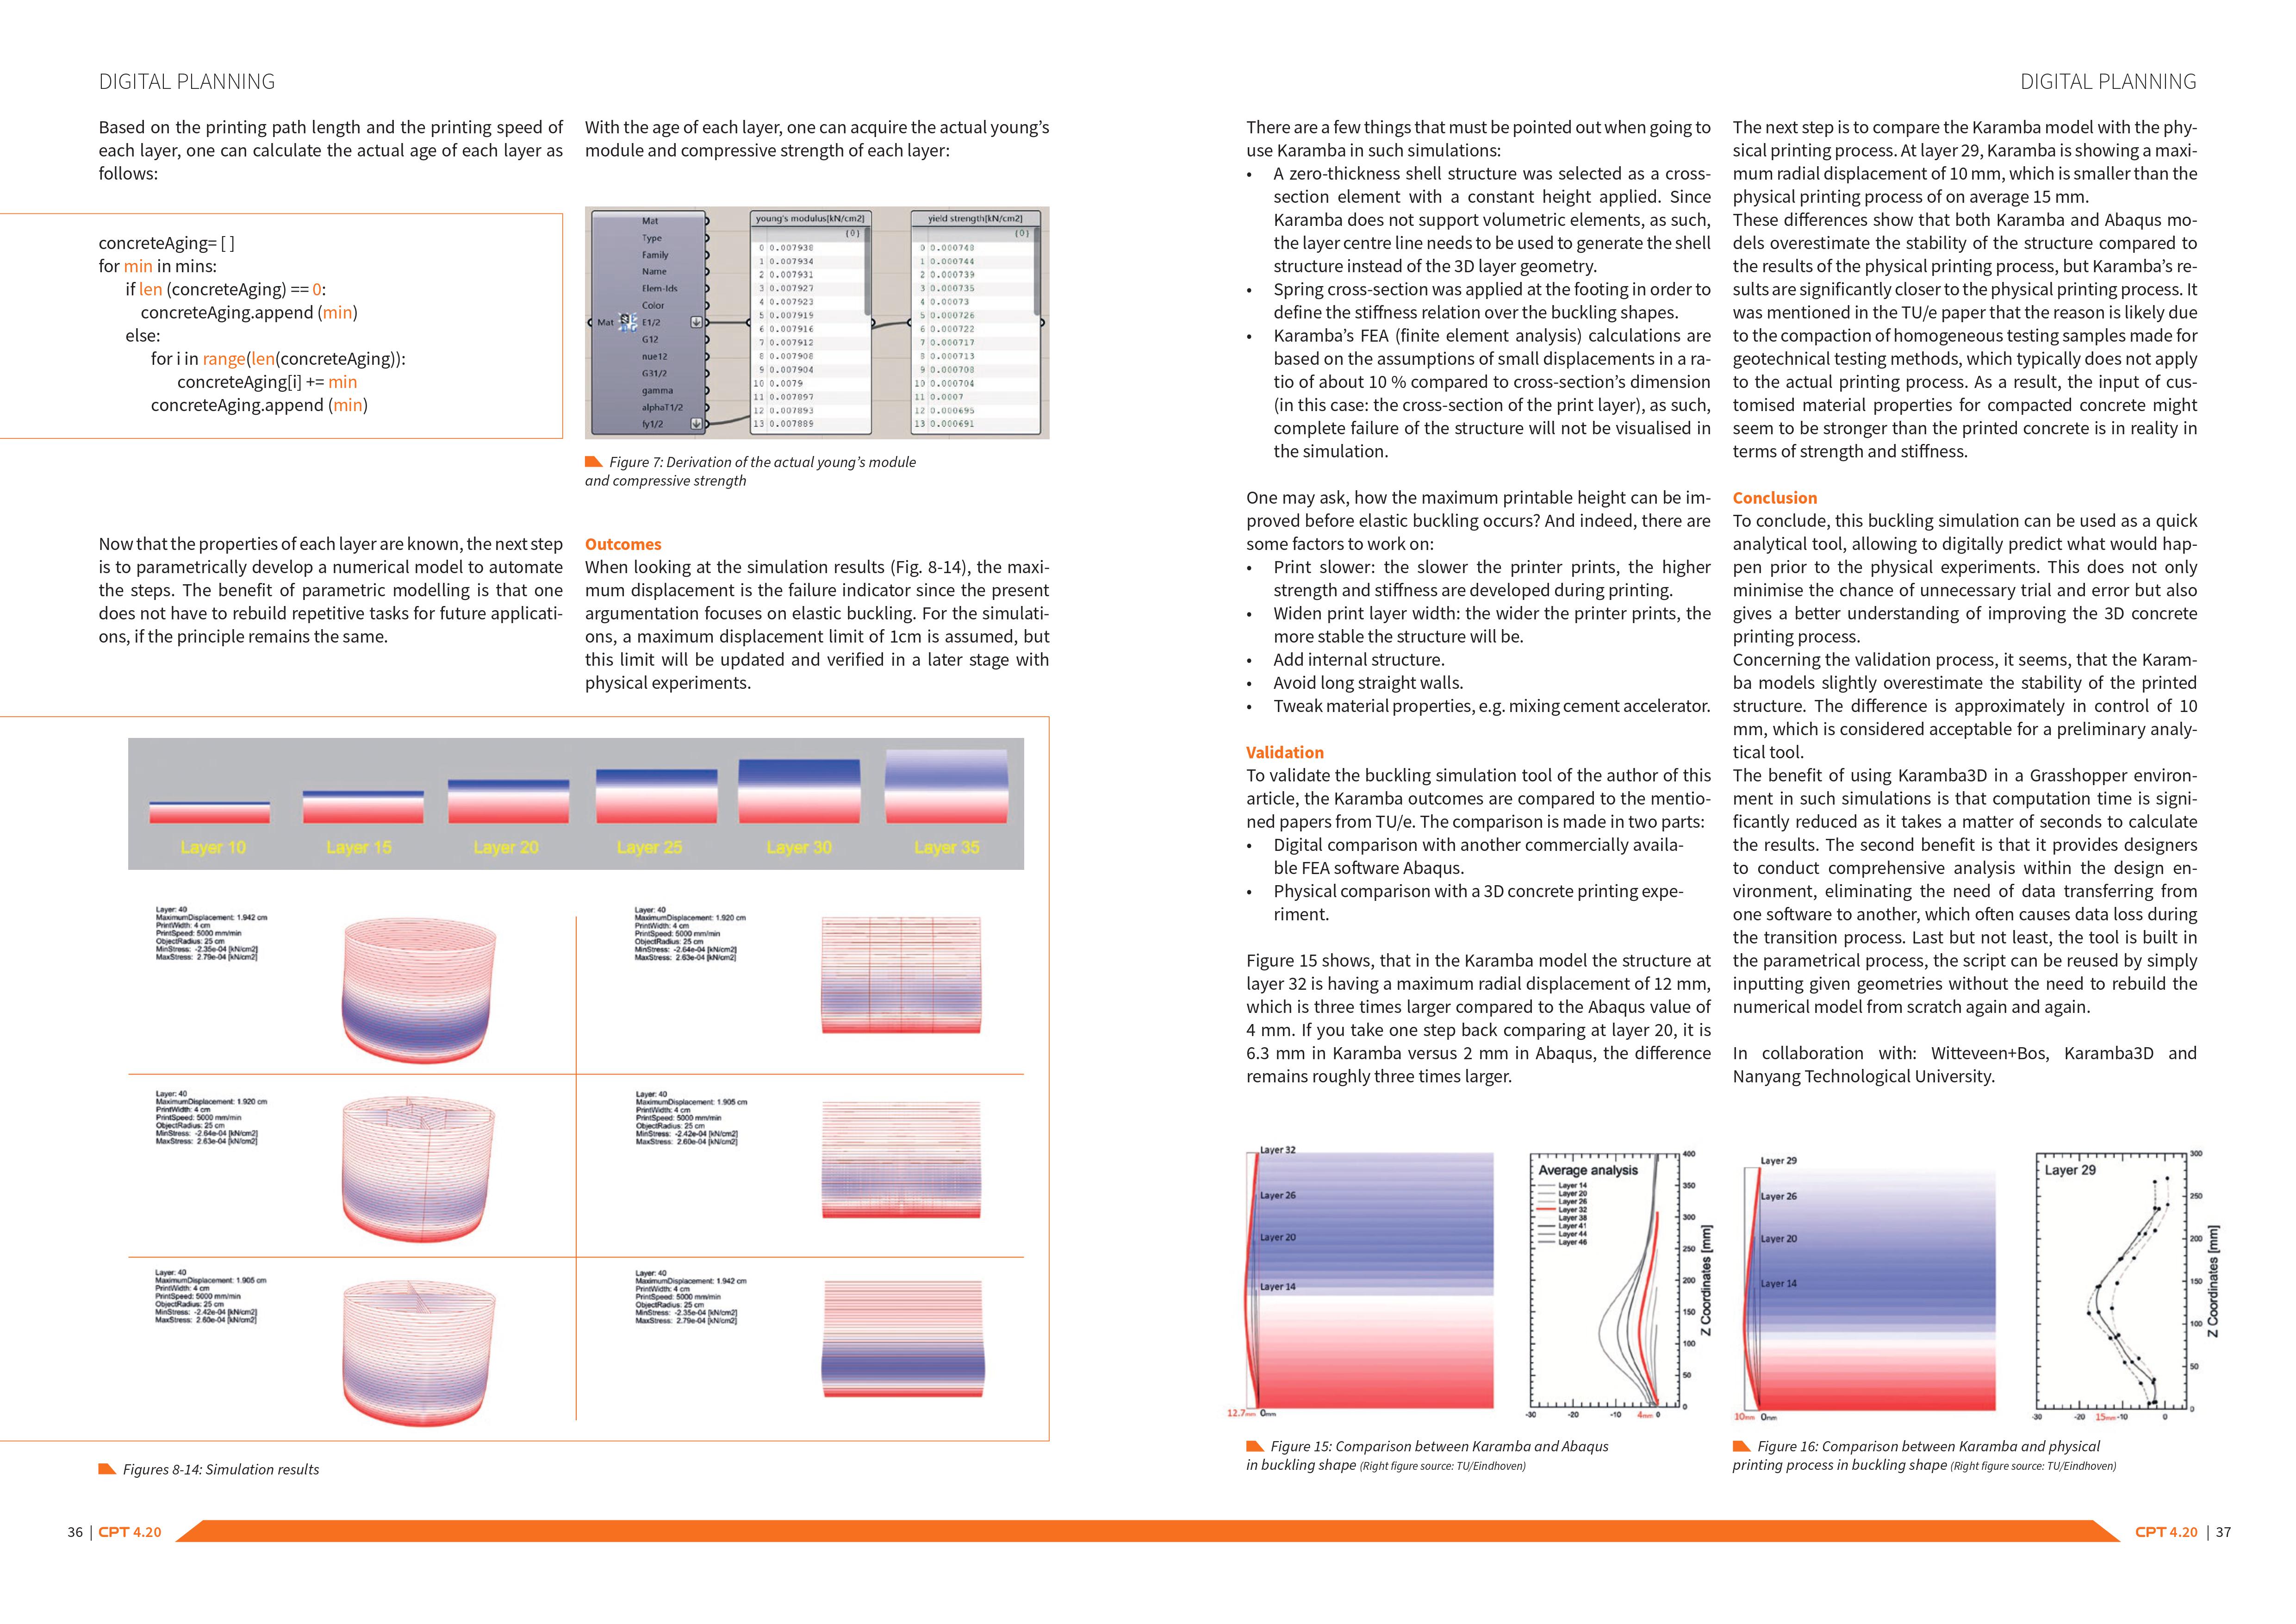 DIGITAL PLANNING
Based on the printing path length and the printing speed of
each layer, one can calculate the actual age of each layer as
follows:
concreteAging= [ ]
for min in mins:
if len (concreteAging) == 0:
concreteAging.append (min)
else:
for i in range(len(concreteAging)):
concreteAging[i] += min
concreteAging.append (min)
With the age of each layer, one can acquire the actual young's
module and compressive strength of each layer:
Mat
Mat
Type
Family
Name
Elem-Ids
Color
E1/2
G12
nue12
G31/2
gamma
alphaT1/2
fy1/2
young's modulus[kN/cm2]
{0}
0 0.007938
1 0.007934
2 0.007931
3 0.007927
4 0.007923
5 0.007919
6 0.007916
7 0.007912
8 0.007908
9 0.007904
10 0.0079
11 0.007897
12 0.007893
13 0.007889
yield strength[kN/cm2]
{0}
0 0.000748
1 0.000744
2 0.000739
3 0.000735
4 0.00073
5 0.000726
6 0.000722
7 0.000717
8 0.000713
9 0.000708
10 0.000704
11 0.0007
12 0.000695
13 0.000691
Figure 7: Derivation of the actual young's module
and compressive strength
Now that the properties of each layer are known, the next step
is to parametrically develop a numerical model to automate
the steps. The benefit of parametric modelling is that one
does not have to rebuild repetitive tasks for future applicati-
ons, if the principle remains the same.
Outcomes
When looking at the simulation results (Fig. 8-14), the maxi-
mum displacement is the failure indicator since the present
argumentation focuses on elastic buckling. For the simulati-
ons, a maximum displacement limit of 1cm is assumed, but
this limit will be updated and verified in a later stage with
physical experiments.
Layer 10
Layer 15
Layer 20
Layer 25
Layer 30
Layer 35
Layer: 40
MaximumDisplacement: 1.942 cm
PrintWidth: 4 cm
PrintSpeed: 5000 mm/min
ObjectRadius: 25 cm
MinStress: -2.35e-04 [kN/cm2]
MaxStress: 2.79e-04 [kN/cm2]
Layer: 40
MaximumDisplacement: 1.920 cm
PrintWidth: 4 cm
PrintSpeed: 5000 mm/min
ObjectRadius: 25 cm
MinStress: -2.64e-04 [kN/cm2]
MaxStress: 2.63e-04 [kN/cm2]
Layer: 40
MaximumDisplacement: 1.920 cm
PrintWidth: 4 cm
PrintSpeed: 5000 mm/min
ObjectRadius: 25 cm
MinStress: -2.64e-04 [kN/cm2]
MaxStress: 2.63e-04 [kN/cm2]
Layer: 40
MaximumDisplacement: 1.905 cm
PrintWidth: 4 cm
PrintSpeed: 5000 mm/min
ObjectRadius: 25 cm
MinStress: -2.42e-04 [kN/cm2]
MaxStress: 2.60e-04 [kN/cm2]
Layer: 40
MaximumDisplacement: 1.905 cm
PrintWidth: 4 cm
PrintSpeed: 5000 mm/min
ObjectRadius: 25 cm
MinStress: -2.42e-04 [kN/cm2]
MaxStress: 2.60e-04 [kN/cm2]
Layer: 40
MaximumDisplacement: 1.942 cm
PrintWidth: 4 cm
PrintSpeed: 5000 mm/min
ObjectRadius: 25 cm
MinStress: -2.35e-04 [kN/cm2]
MaxStress: 2.79e-04 [kN/cm2]
Figures 8-14: Simulation results
36 | CPT 4.20
DIGITAL PLANNING
There are a few things that must be pointed out when going to
use Karamba in such simulations:
• A zero-thickness shell structure was selected as a cross-
section element with a constant height applied. Since
Karamba does not support volumetric elements, as such,
the layer centre line needs to be used to generate the shell
structure instead of the 3D layer geometry.
• Spring cross-section was applied at the footing in order to
define the stiffness relation over the buckling shapes.
• Karamba's FEA (finite element analysis) calculations are
based on the assumptions of small displacements in a ra-
tio of about 10 % compared to cross-section's dimension
(in this case: the cross-section of the print layer), as such,
complete failure of the structure will not be visualised in
the simulation.
One may ask, how the maximum printable height can be im-
proved before elastic buckling occurs? And indeed, there are
some factors to work on:
• Print slower: the slower the printer prints, the higher
strength and stiffness are developed during printing.
• Widen print layer width: the wider the printer prints, the
more stable the structure will be.
• Add internal structure.
• Avoid long straight walls.
• Tweak material properties, e.g. mixing cement accelerator.
Validation
To validate the buckling simulation tool of the author of this
article, the Karamba outcomes are compared to the mentio-
ned papers from TU/e. The comparison is made in two parts:
• Digital comparison with another commercially availa-
ble FEA software Abaqus.
• Physical comparison with a 3D concrete printing expe-
riment.
Figure 15 shows, that in the Karamba model the structure at
layer 32 is having a maximum radial displacement of 12 mm,
which is three times larger compared to the Abaqus value of
4 mm. If you take one step back comparing at layer 20, it is
6.3 mm in Karamba versus 2 mm in Abaqus, the difference
remains roughly three times larger.
The next step is to compare the Karamba model with the phy-
sical printing process. At layer 29, Karamba is showing a maxi-
mum radial displacement of 10 mm, which is smaller than the
physical printing process of on average 15 mm.
These differences show that both Karamba and Abaqus mo-
dels overestimate the stability of the structure compared to
the results of the physical printing process, but Karamba's re-
sults are significantly closer to the physical printing process. It
was mentioned in the TU/e paper that the reason is likely due
to the compaction of homogeneous testing samples made for
geotechnical testing methods, which typically does not apply
to the actual printing process. As a result, the input of cus-
tomised material properties for compacted concrete might
seem to be stronger than the printed concrete is in reality in
terms of strength and stiffness.
Conclusion
To conclude, this buckling simulation can be used as a quick
analytical tool, allowing to digitally predict what would hap-
pen prior to the physical experiments. This does not only
minimise the chance of unnecessary trial and error but also
gives a better understanding of improving the 3D concrete
printing process.
Concerning the validation process, it seems, that the Karam-
ba models slightly overestimate the stability of the printed
structure. The difference is approximately in control of 10
mm, which is considered acceptable for a preliminary analy-
tical tool.
The benefit of using Karamba3D in a Grasshopper environ-
ment in such simulations is that computation time is signi-
ficantly reduced as it takes a matter of seconds to calculate
the results. The second benefit is that it provides designers
to conduct comprehensive analysis within the design en-
vironment, eliminating the need of data transferring from
one software to another, which often causes data loss during
the transition process. Last but not least, the tool is built in
the parametrical process, the script can be reused by simply
inputting given geometries without the need to rebuild the
numerical model from scratch again and again.
In collaboration with: Witteveen+Bos, Karamba3D and
Nanyang Technological University.
Layer 32
Layer 26
Layer 20
Layer 14
12.7mm 0mm
Average analysis
Layer 14
Layer 20
Layer 26
Layer 32
Layer 38
Layer 41
Layer 44
Layer 46
400
350
300
250
200
150
100
50
0
Z Coordinates [mm]
-30 -20 -10 4mm 0
Figure 15: Comparison between Karamba and Abaqus
in buckling shape (Right figure source: TU/Eindhoven)
Layer 29
Layer 26
Layer 20
Layer 14
10mm 0mm
Layer 29
300
250
200
150
100
50
0
Z Coordinates [mm]
-30 -20 15mm -10 0
Figure 16: Comparison between Karamba and physical
printing process in buckling shape (Right figure source: TU/Eindhoven)
CPT 4.20 | 37